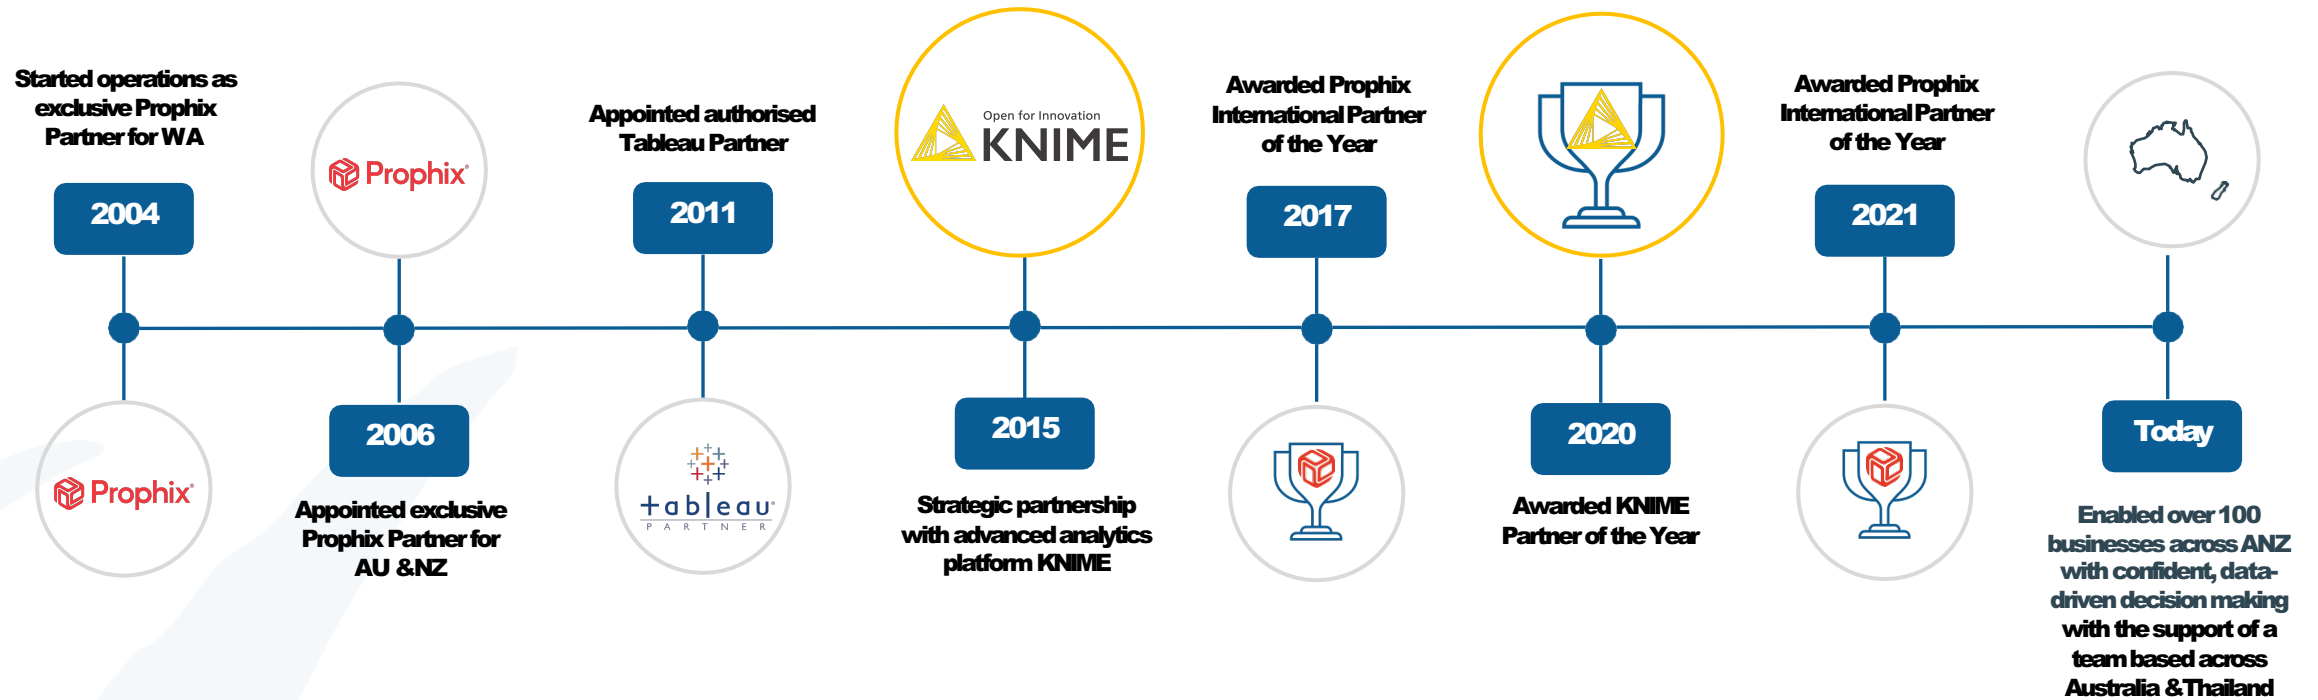 Started operations as
exclusive Prophix
Partner for WA
2004
Prophix®
Prophix®
2006
Appointed exclusive
Prophix Partner for
AU & NZ
Appointed authorised
Tableau Partner
2011
+ableau®
PARTNER
Open for Innovation
KNIME
2015
Strategic partnership
with advanced analytics
platform KNIME
Awarded Prophix
International Partner
of the Year
2017
2020
Awarded KNIME
Partner of the Year
Awarded Prophix
International Partner
of the Year
2021
Today
Enabled over 100
businesses across ANZ
with confident, data-
driven decision making
with the support of a
team based across
Australia & Thailand